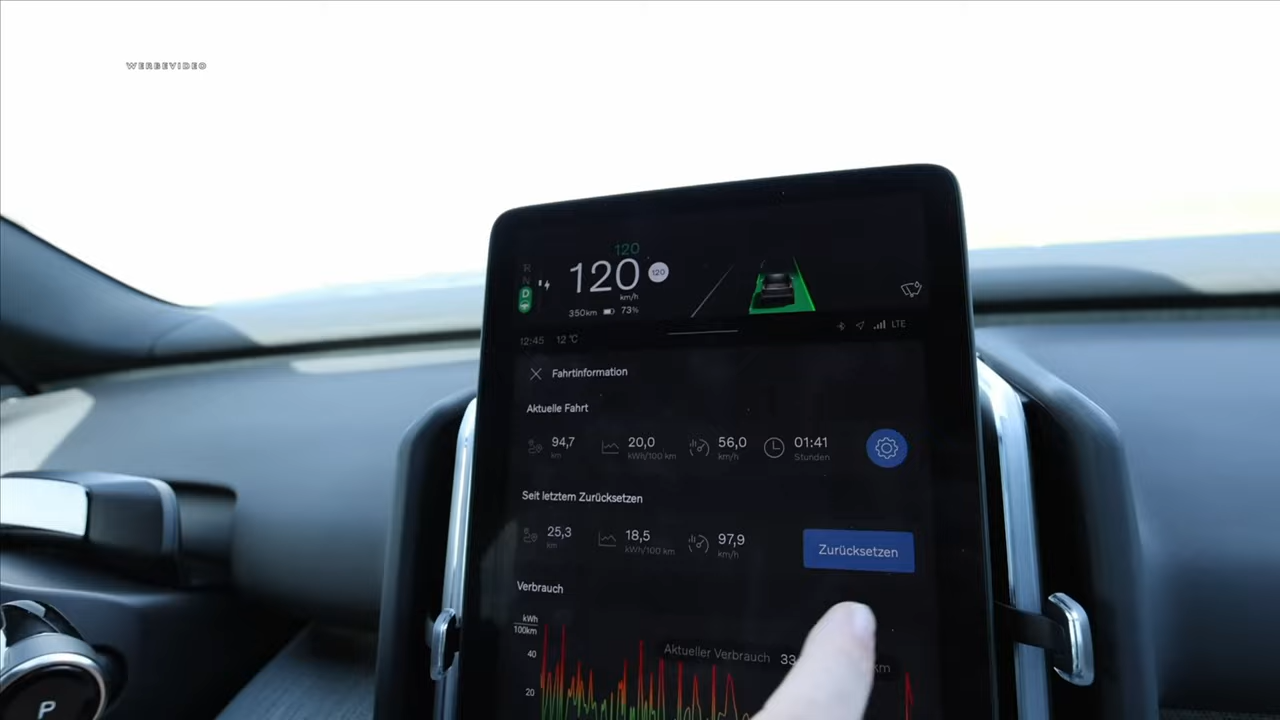 WERBEVIDEO
120
R
N
120
120
D
km/h
350km 73%
12:45 12°C
LTE
Fahrtinformation
Aktuelle Fahrt
94,7 20,0 56,0 01:41
km kWh/100 km km/h Stunden
Seit letztem Zurücksetzen
25,3 18,5 97,9
km kWh/100 km km/h
Zurücksetzen
Verbrauch
kWh
100km
Aktueller Verbrauch 33 km
40
20
P